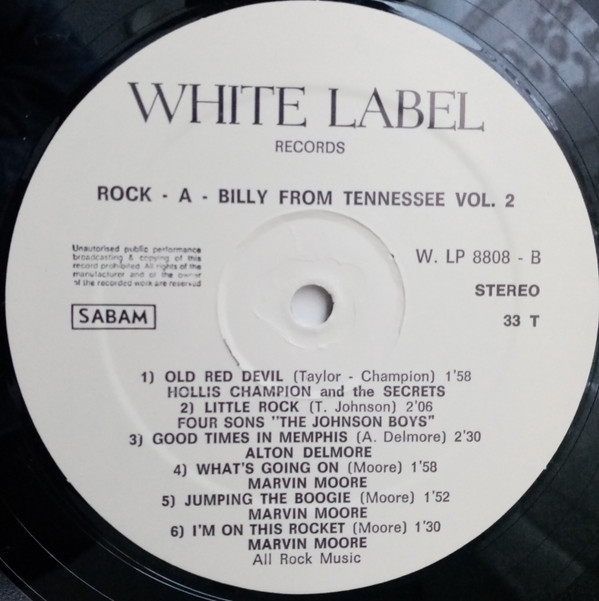 WHITE LABEL
RECORDS
ROCK - A - BILLY FROM TENNESSEE VOL. 2
Unauthorised public performance
broadcasting & copying of this
record prohibited. All rights of the
manufacturer and of the owner
of the recorded work are reserved
SABAM
W. LP 8808 - B
STEREO
33 T
1) OLD RED DEVIL (Taylor - Champion) 1'58
HOLLIS CHAMPION and the SECRETS
2) LITTLE ROCK (T. Johnson) 2'06
FOUR SONS "THE JOHNSON BOYS"
3) GOOD TIMES IN MEMPHIS (A. Delmore) 2'30
ALTON DELMORE
4) WHAT'S GOING ON (Moore) 1'58
MARVIN MOORE
5) JUMPING THE BOOGIE (Moore) 1'52
MARVIN MOORE
6) I'M ON THIS ROCKET (Moore) 1'30
MARVIN MOORE
All Rock Music